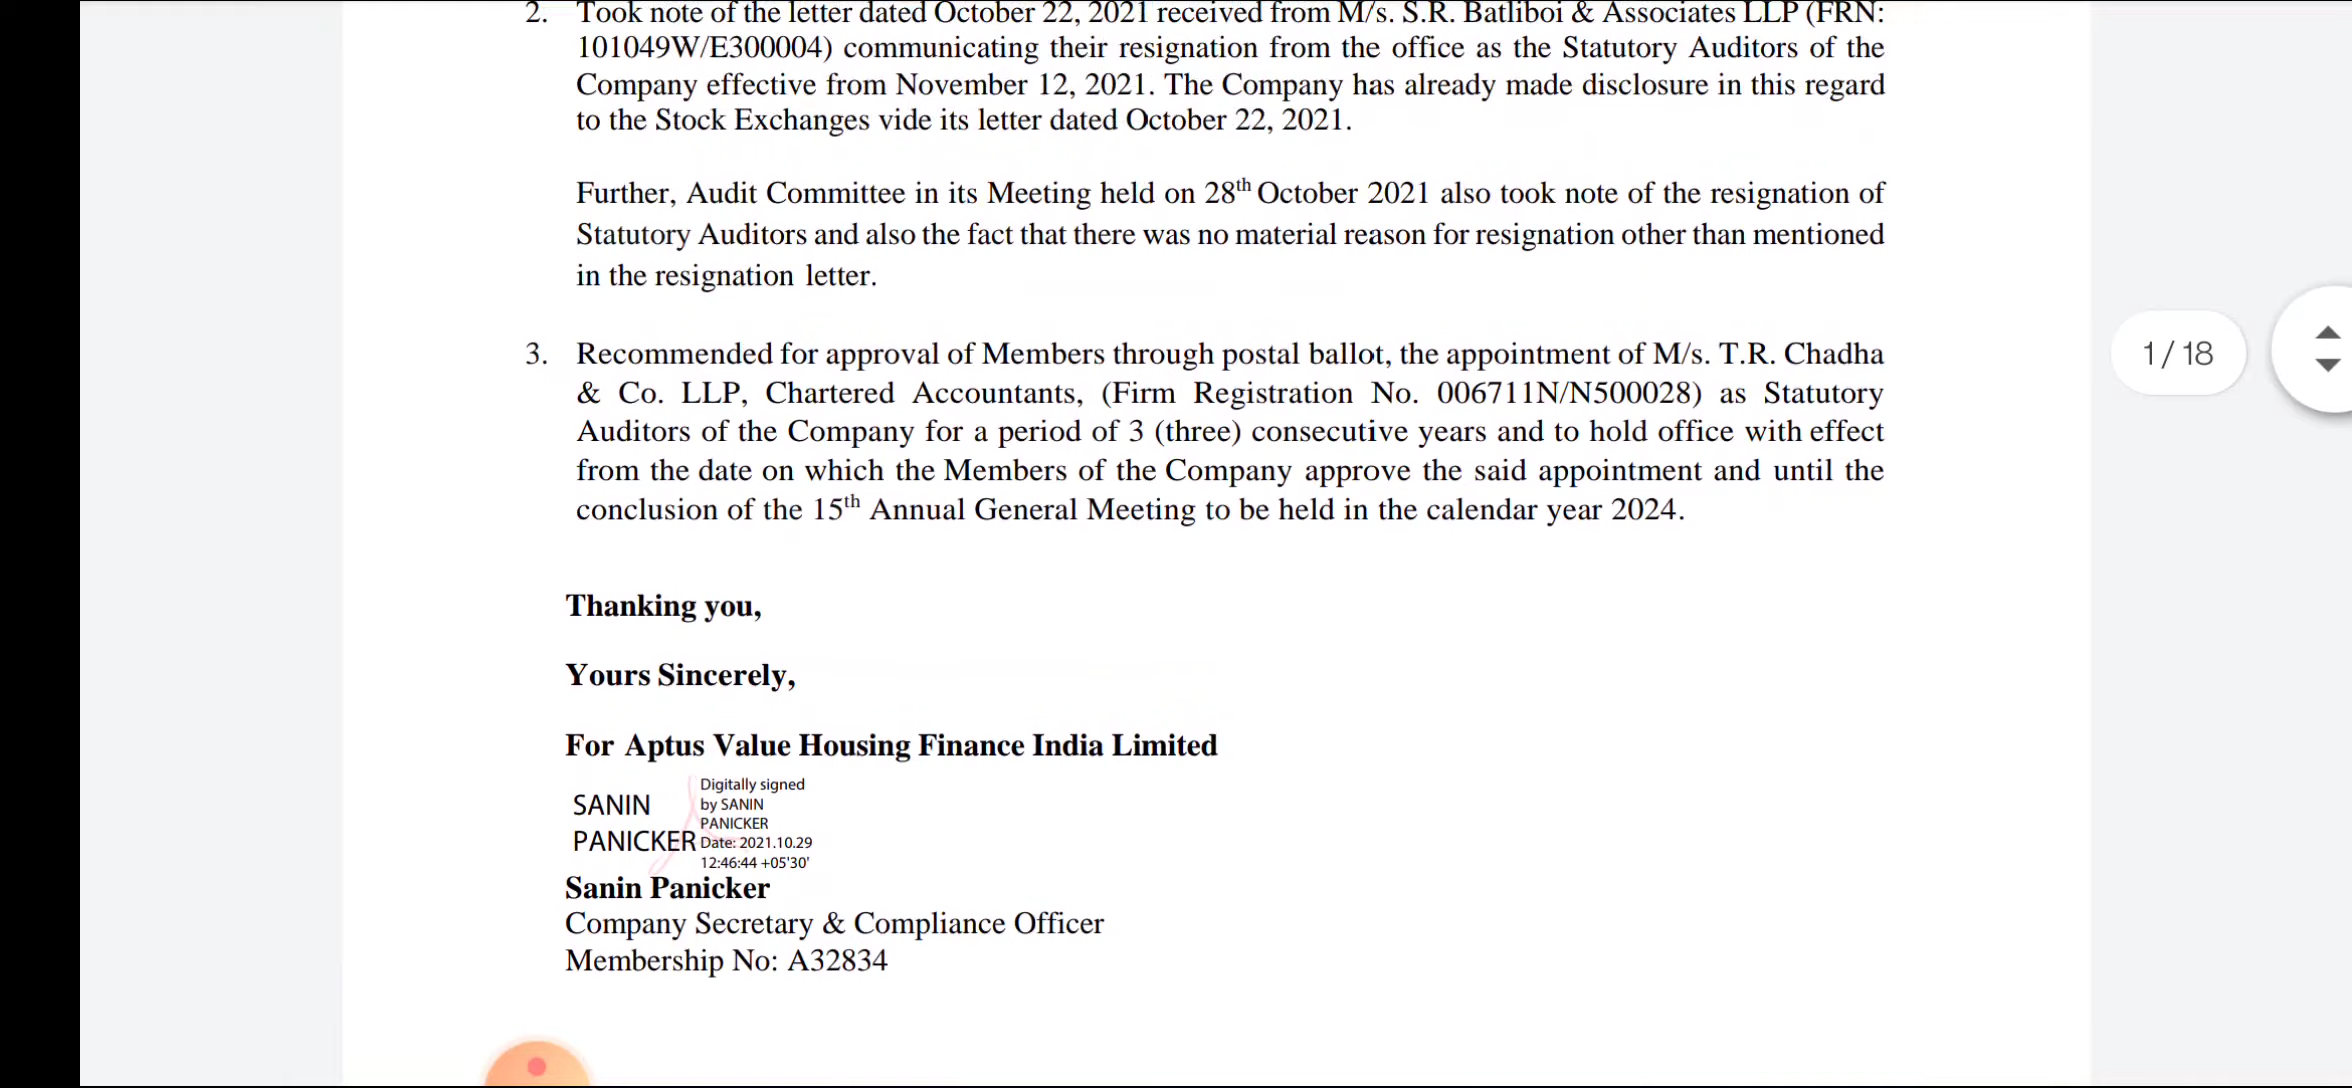 2. Took note of the letter dated October 22, 2021 received from M/s. S.R. Batliboi & Associates LLP (FRN:
101049W/E300004) communicating their resignation from the office as the Statutory Auditors of the
Company effective from November 12, 2021. The Company has already made disclosure in this regard
to the Stock Exchanges vide its letter dated October 22, 2021.
Further, Audit Committee in its Meeting held on 28th October 2021 also took note of the resignation of
Statutory Auditors and also the fact that there was no material reason for resignation other than mentioned
in the resignation letter.
3. Recommended for approval of Members through postal ballot, the appointment of M/s. T.R. Chadha
& Co. LLP, Chartered Accountants, (Firm Registration No. 006711N/N500028) as Statutory
Auditors of the Company for a period of 3 (three) consecutive years and to hold office with effect
from the date on which the Members of the Company approve the said appointment and until the
conclusion of the 15th Annual General Meeting to be held in the calendar year 2024.
1 / 18
Thanking you,
Yours Sincerely,
For Aptus Value Housing Finance India Limited
SANIN
PANICKER
Digitally signed
by SANIN
PANICKER
Date: 2021.10.29
12:46:44 +05'30'
Sanin Panicker
Company Secretary & Compliance Officer
Membership No: A32834